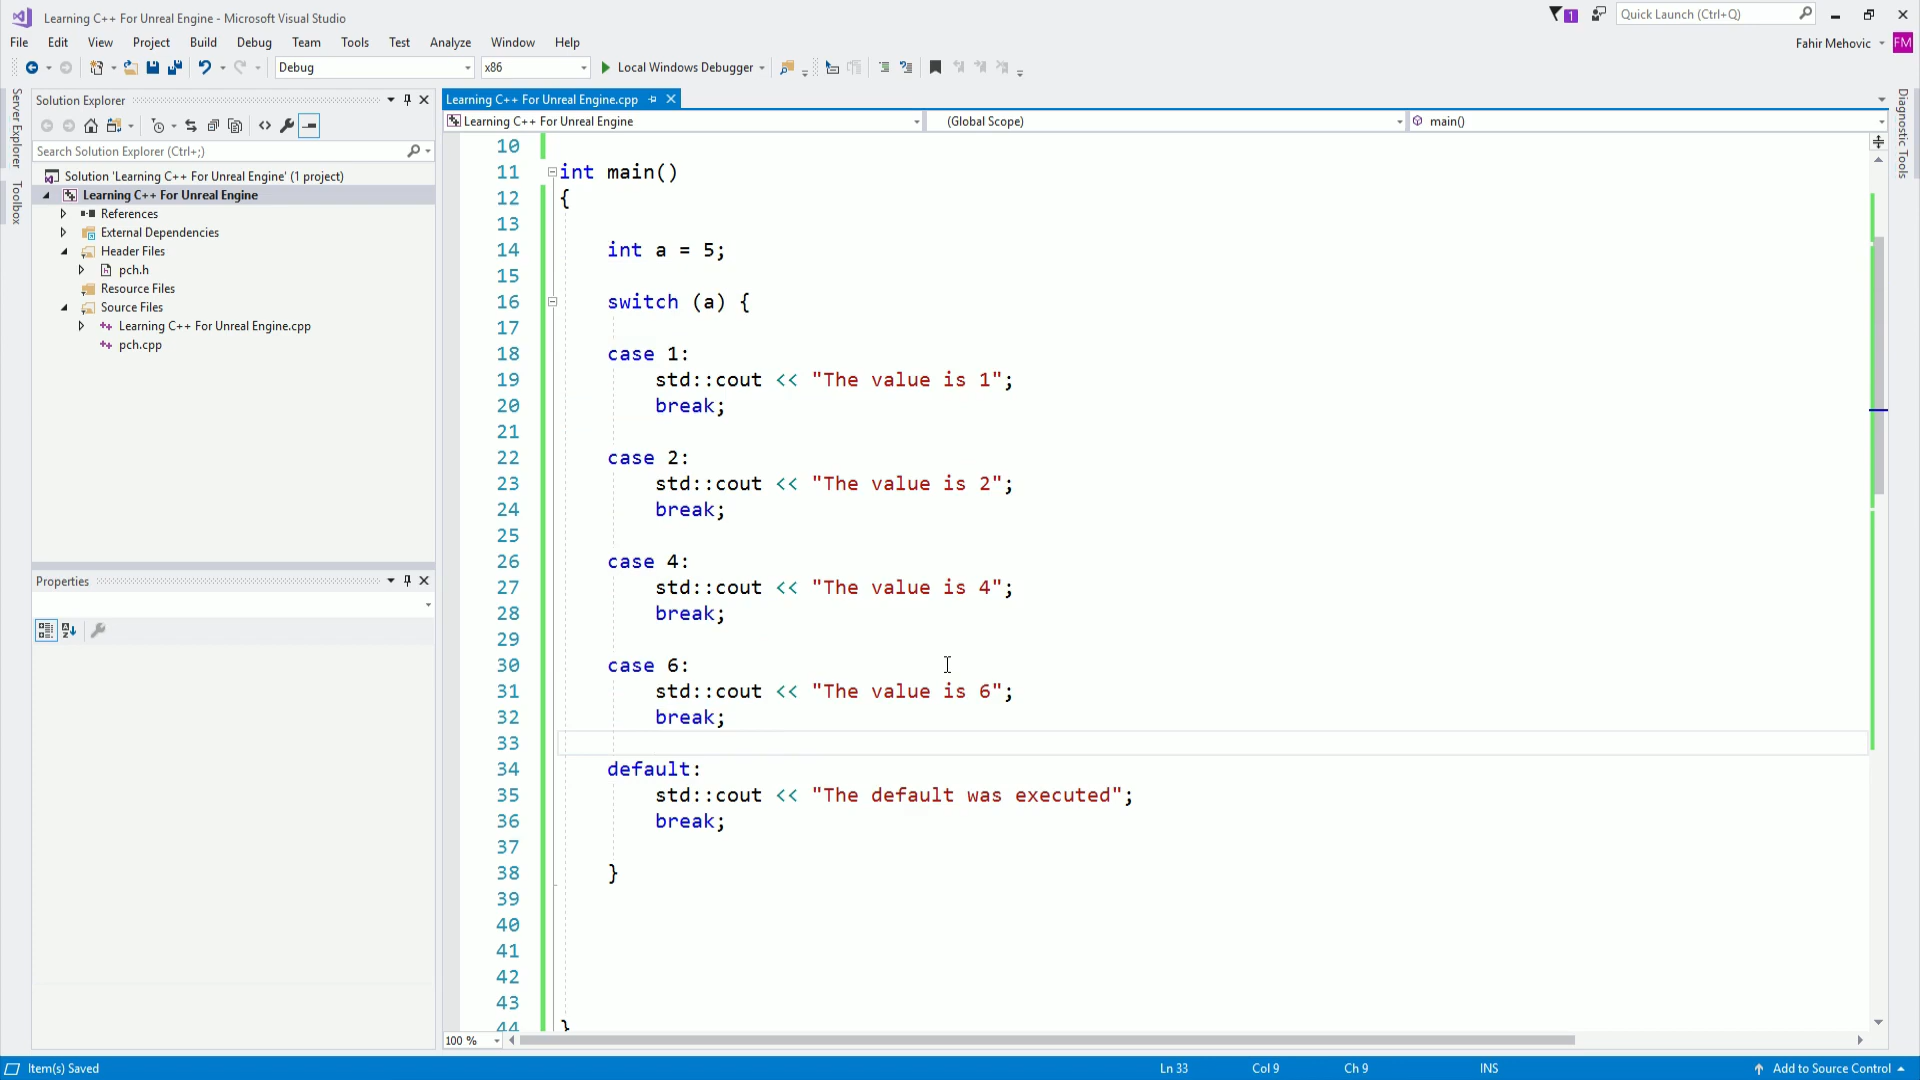 Learning C++ For Unreal Engine - Microsoft Visual Studio
1
Quick Launch (Ctrl+Q)
File Edit View Project Build Debug Team Tools Test Analyze Window Help
Fahir Mehovic FM
Debug x86 Local Windows Debugger
Server Explorer
Toolbox
Solution Explorer
Search Solution Explorer (Ctrl+;)
Solution 'Learning C++ For Unreal Engine' (1 project)
Learning C++ For Unreal Engine
References
External Dependencies
Header Files
pch.h
Resource Files
Source Files
Learning C++ For Unreal Engine.cpp
pch.cpp
Properties
Learning C++ For Unreal Engine.cpp
Learning C++ For Unreal Engine (Global Scope) main()
10
11 int main()
12 {
13
14 int a = 5;
15
16 switch (a) {
17
18 case 1:
19 std::cout << "The value is 1";
20 break;
21
22 case 2:
23 std::cout << "The value is 2";
24 break;
25
26 case 4:
27 std::cout << "The value is 4";
28 break;
29
30 case 6:
31 std::cout << "The value is 6";
32 break;
33
34 default:
35 std::cout << "The default was executed";
36 break;
37
38 }
39
40
41
42
43
44 }
100 %
Diagnostic Tools
Item(s) Saved Ln 33 Col 9 Ch 9 INS Add to Source Control